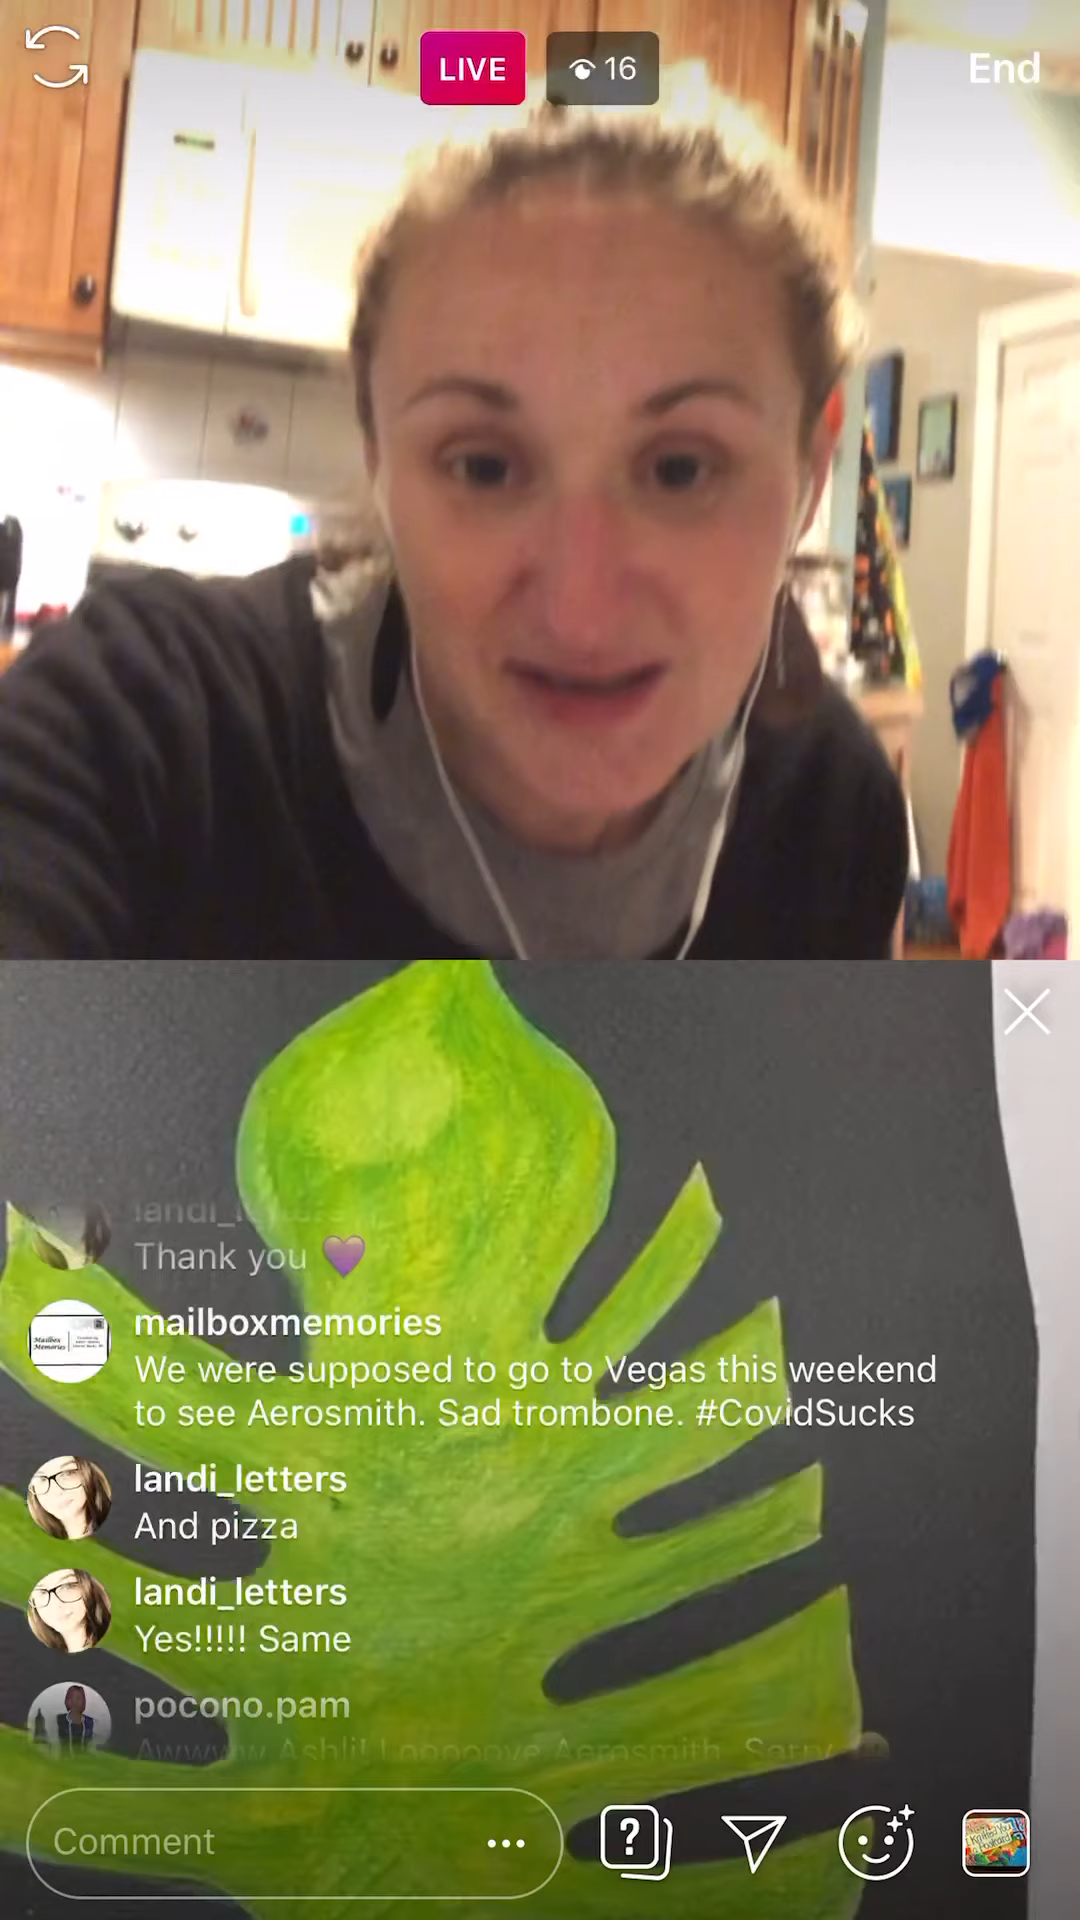 LIVE
16
End
Thank you
mailboxmemories
We were supposed to go to Vegas this weekend
to see Aerosmith. Sad trombone. #CovidSucks
landi_letters
And pizza
landi_letters
Yes!!!!! Same
pocono.pam
Comment